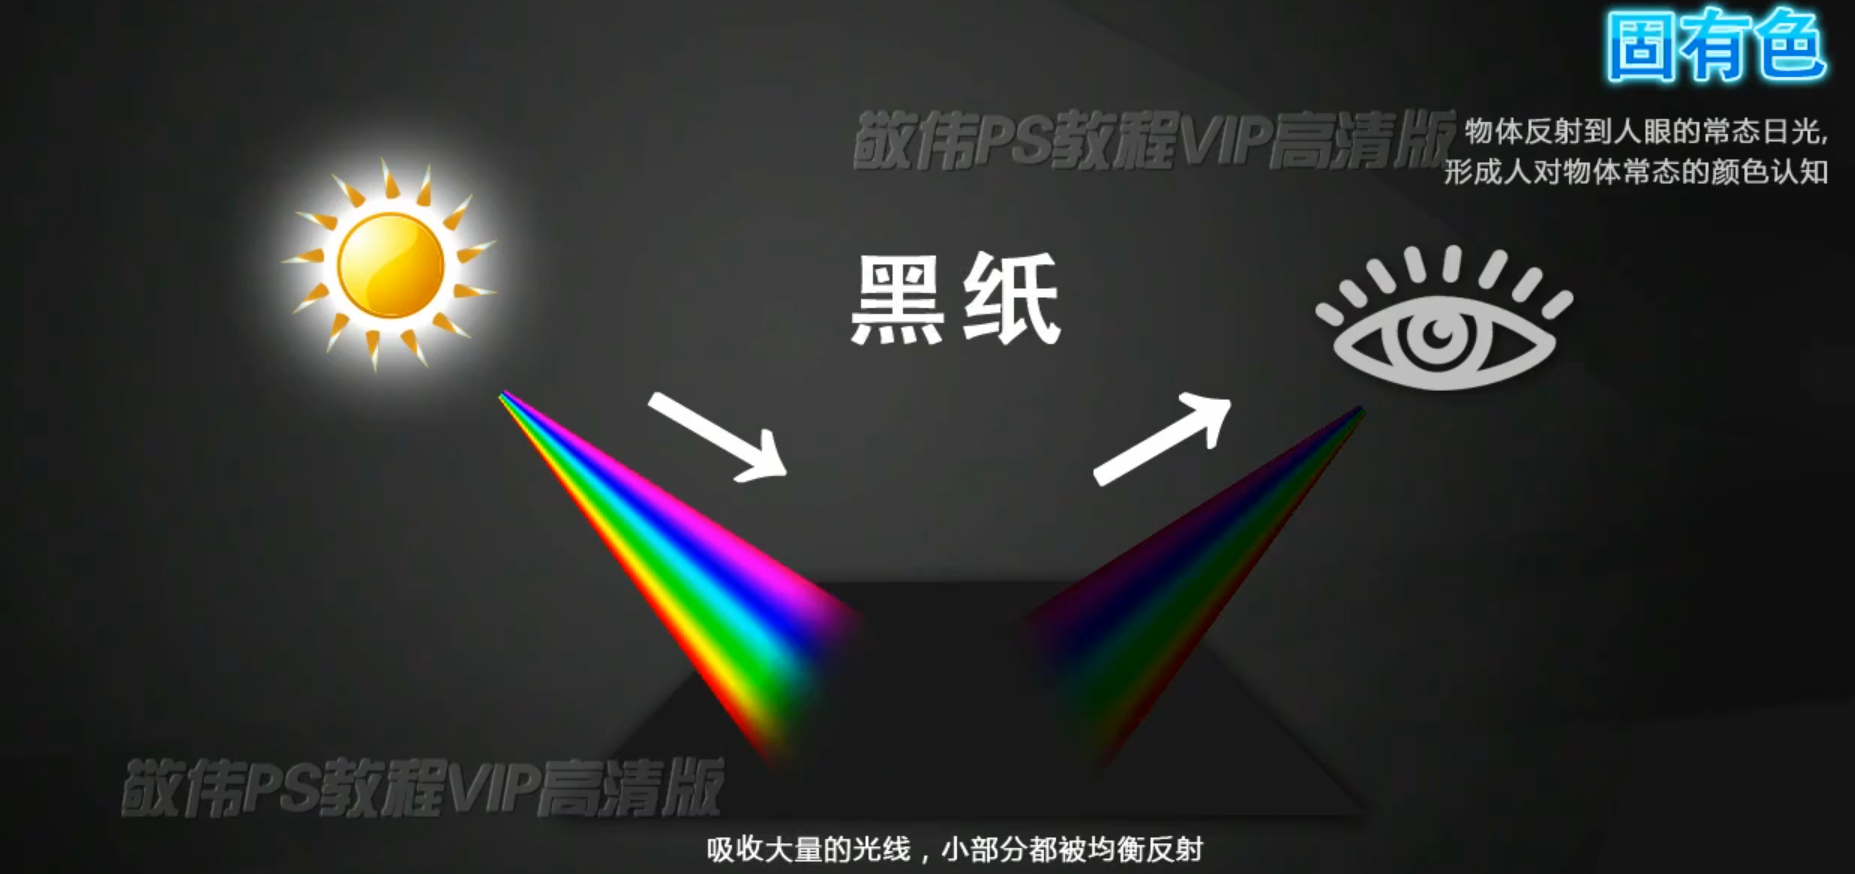 固有色
敬伟PS教程VIP高清版
物体反射到人眼的常态日光,
形成人对物体常态的颜色认知
黑纸
敬伟PS教程VIP高清版
吸收大量的光线，小部分都被均衡反射